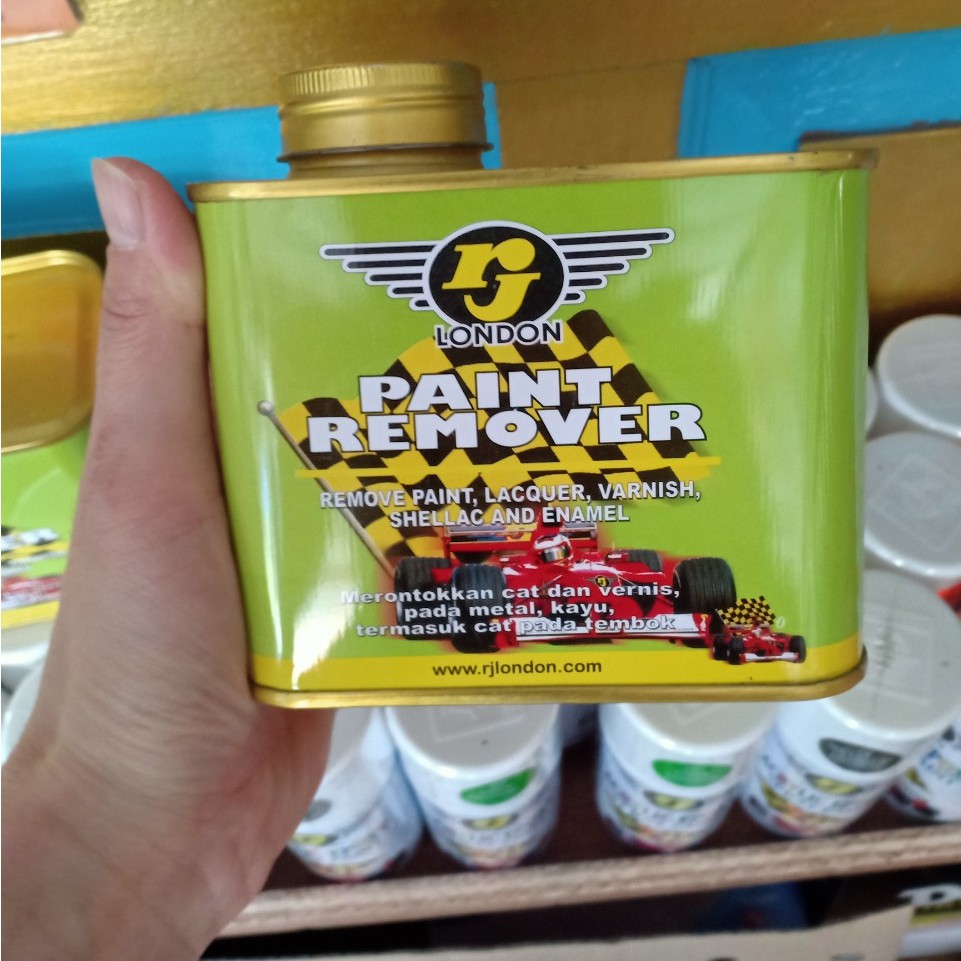 rj
LONDON
PAINT
REMOVER
REMOVE PAINT, LACQUER, VARNISH,
SHELLAC AND ENAMEL
Merontokkan cat dan vernis,
pada metal, kayu,
termasuk cat pada tembok
www.rjlondon.com